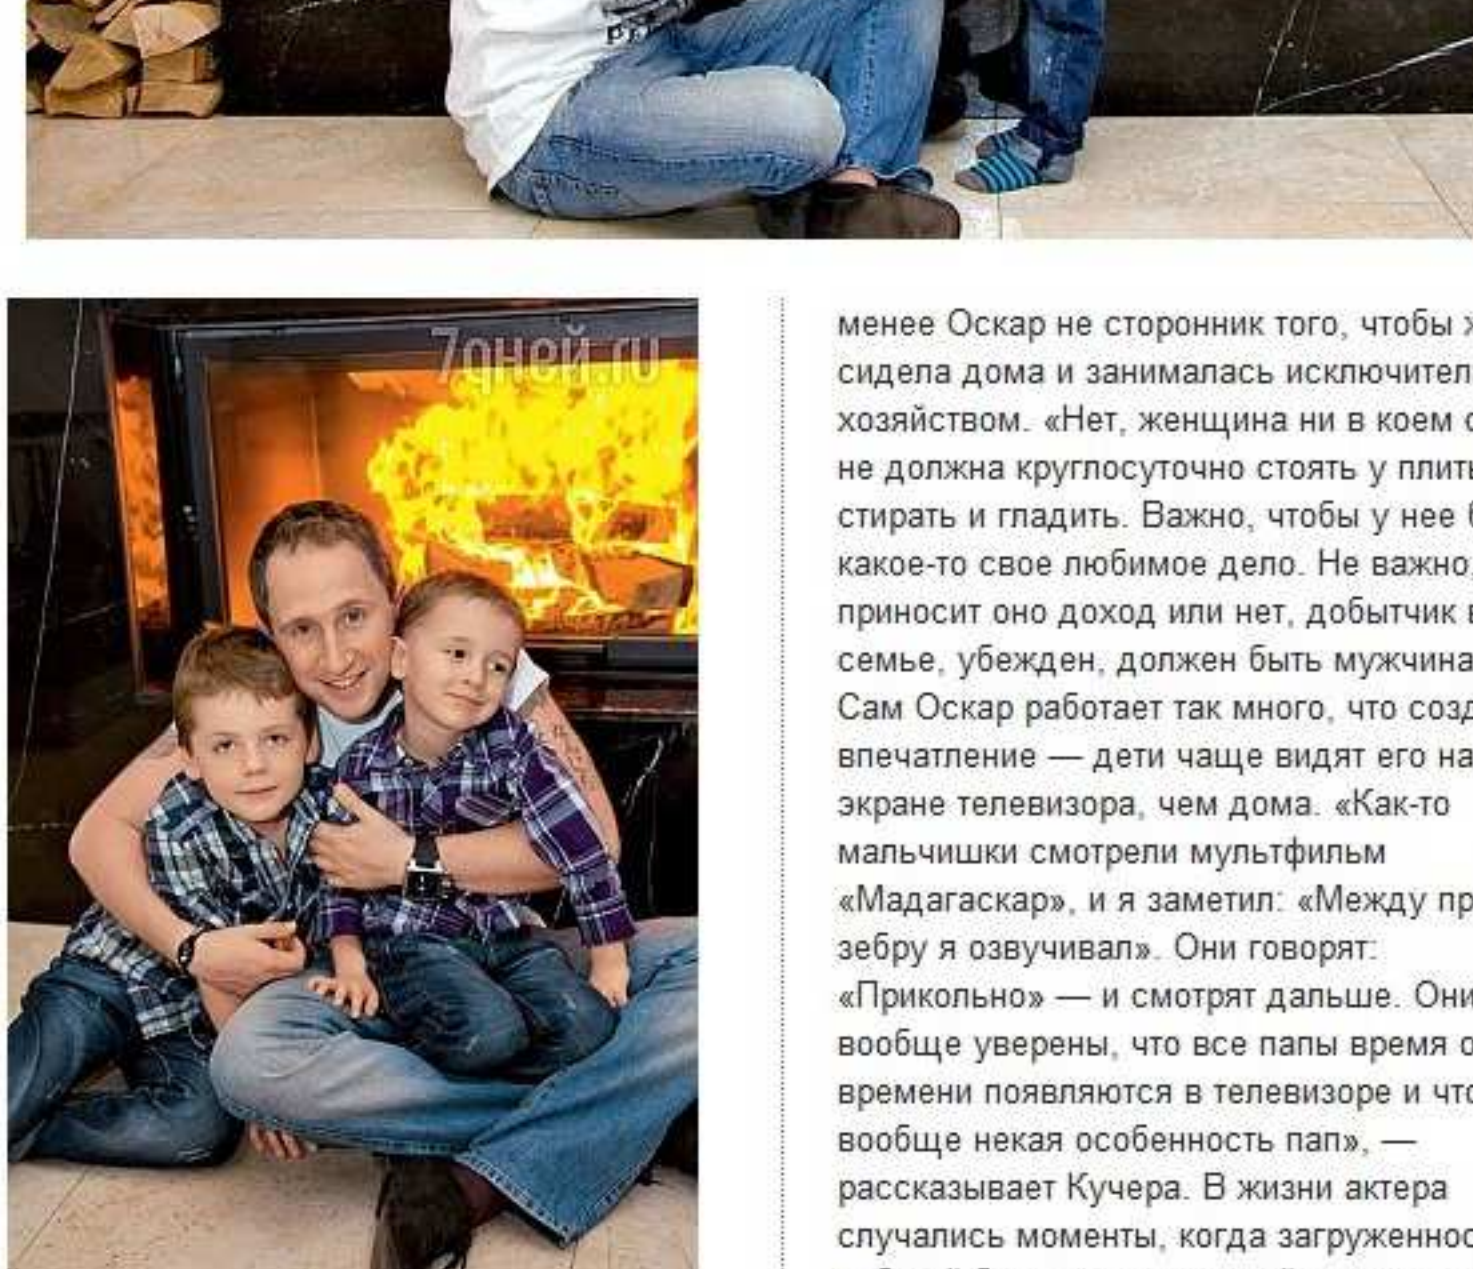 7дней.ru
менее Оскар не сторонник того, чтобы
сидела дома и занималась исключител
хозяйством. «Нет, женщина ни в коем
не должна круглосуточно стоять у плить
стирать и гладить. Важно, чтобы у нее
какое-то свое любимое дело. Не важно,
приносит оно доход или нет, добытчик в
семье, убежден, должен быть мужчина
Сам Оскар работает так много, что созд
впечатление — дети чаще видят его на
экране телевизора, чем дома. «Как-то
мальчишки смотрели мультфильм
«Мадагаскар», и я заметил: «Между пр
зебру я озвучивал». Они говорят:
«Прикольно» — и смотрят дальше. Они
вообще уверены, что все папы время о
времени появляются в телевизоре и что
вообще некая особенность пап», —
рассказывает Кучера. В жизни актера
случались моменты, когда загруженнос